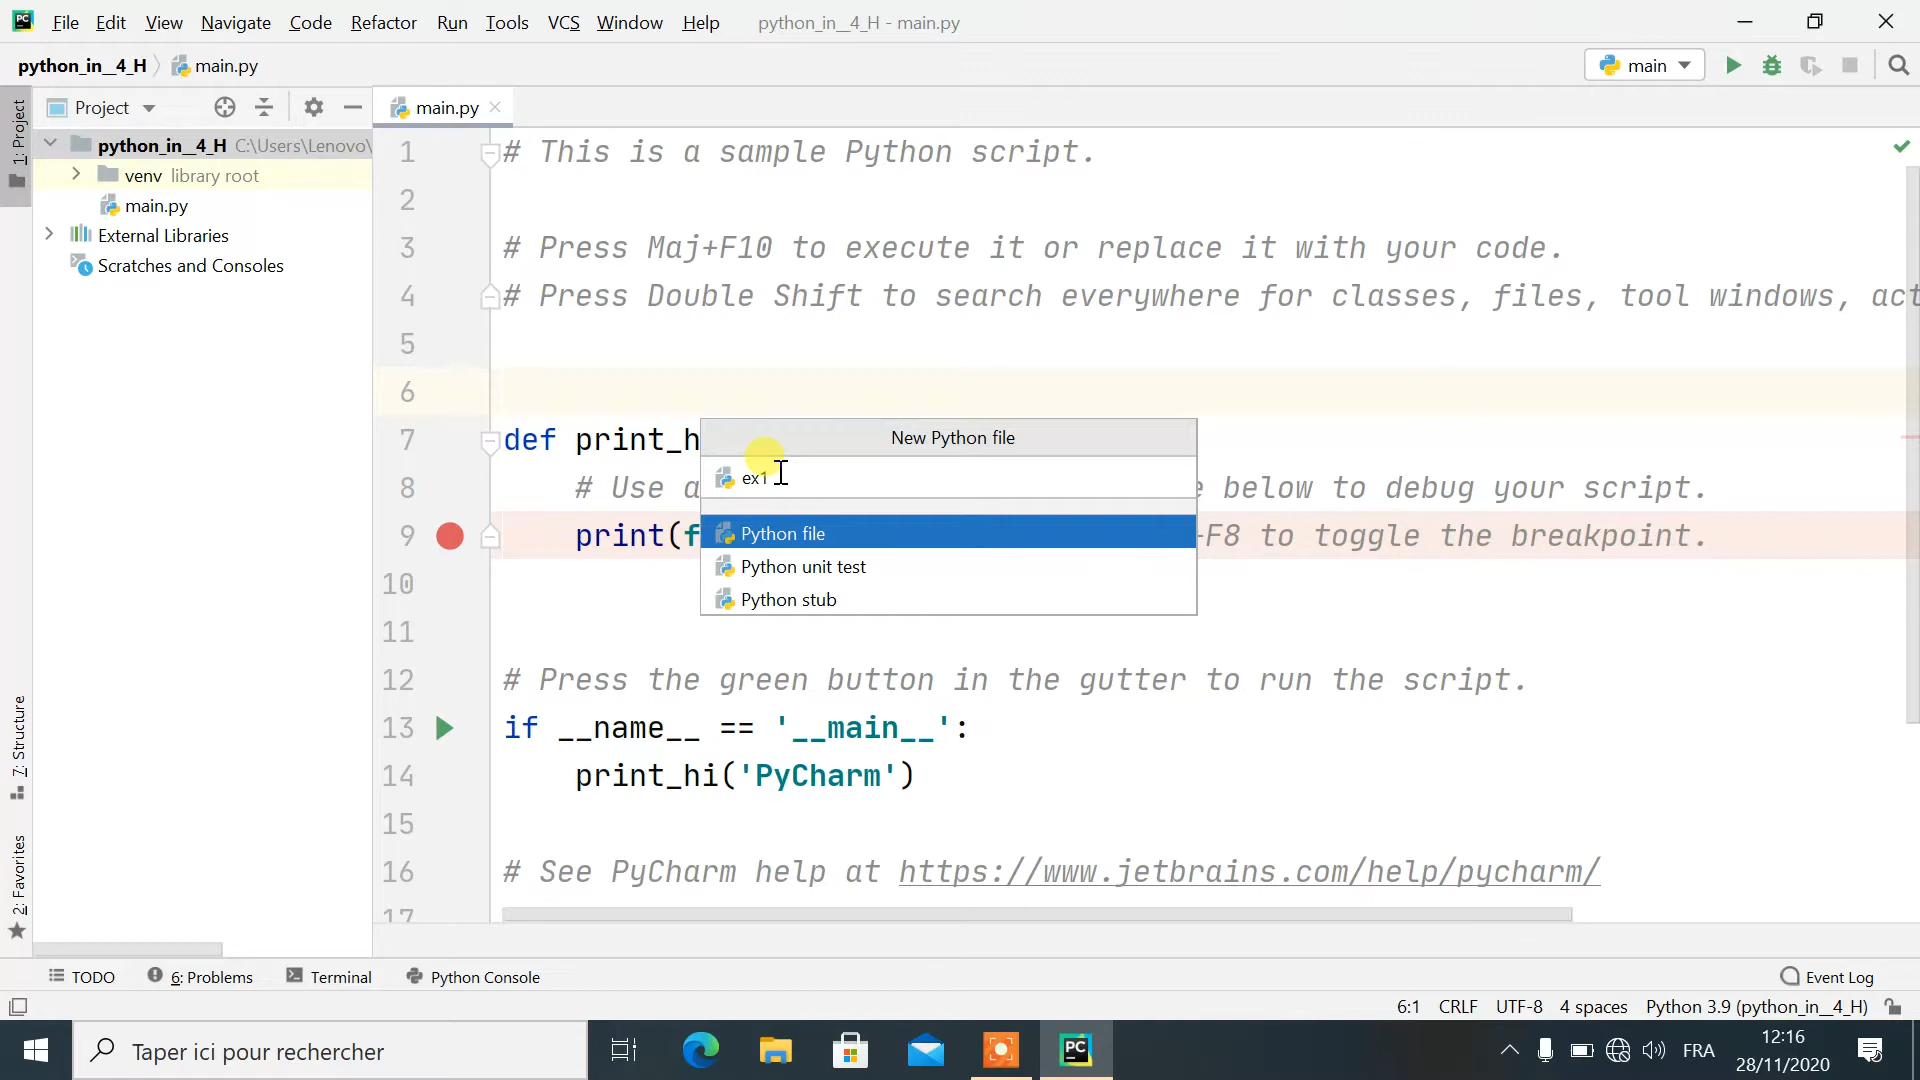 File Edit View Navigate Code Refactor Run Tools VCS Window Help python_in__4_H - main.py
python_in__4_H main.py
main
1: Project
Project
main.py
python_in__4_H C:\Users\Lenovo\
venv library root
main.py
External Libraries
Scratches and Consoles
7: Structure
2: Favorites
1 # This is a sample Python script.
2
3 # Press Maj+F10 to execute it or replace it with your code.
4 # Press Double Shift to search everywhere for classes, files, tool windows, act
5
6
7 def print_h
8 # Use a e below to debug your script.
9 print(f +F8 to toggle the breakpoint.
10
11
12 # Press the green button in the gutter to run the script.
13 if __name__ == '__main__':
14 print_hi('PyCharm')
15
16 # See PyCharm help at https://www.jetbrains.com/help/pycharm/
17
New Python file
ex1
Python file
Python unit test
Python stub
TODO 6: Problems Terminal Python Console Event Log
6:1 CRLF UTF-8 4 spaces Python 3.9 (python_in__4_H)
PC
Taper ici pour rechercher
PC
FRA
12:16
28/11/2020